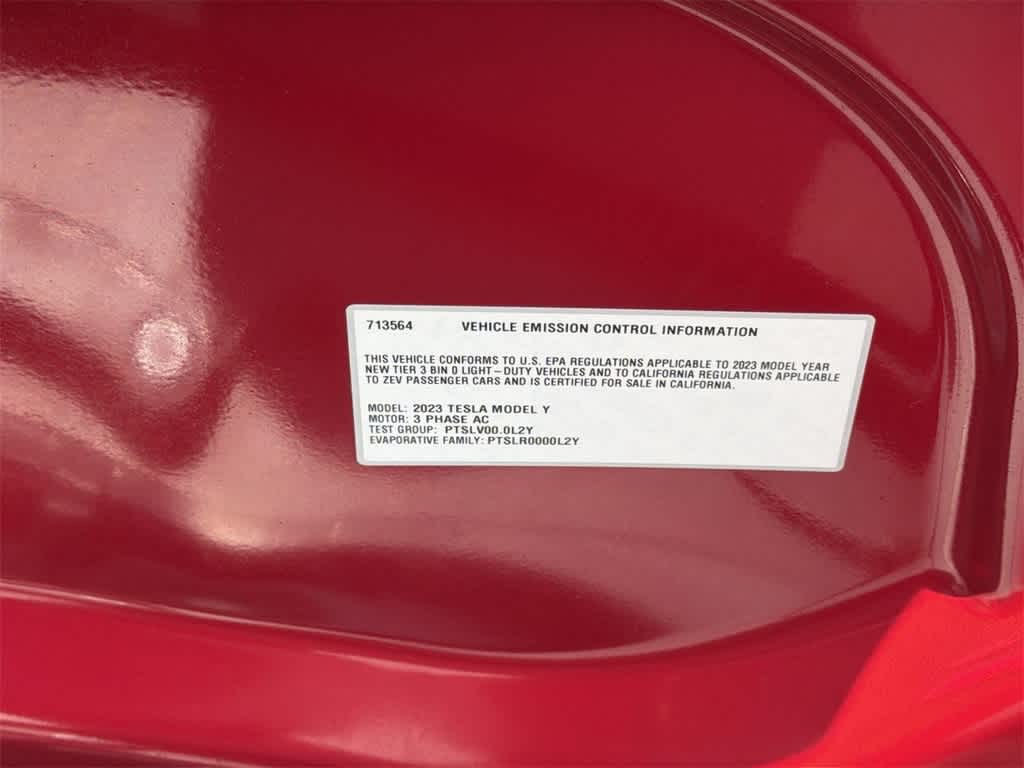 713564 VEHICLE EMISSION CONTROL INFORMATION
THIS VEHICLE CONFORMS TO U.S. EPA REGULATIONS APPLICABLE TO 2023 MODEL YEAR
NEW TIER 3 BIN 0 LIGHT—DUTY VEHICLES AND TO CALIFORNIA REGULATIONS APPLICABLE
TO ZEV PASSENGER CARS AND IS CERTIFIED FOR SALE IN CALIFORNIA.
MODEL: 2023 TESLA MODEL Y
MOTOR: 3 PHASE AC
TEST GROUP: PTSLV00.0L2Y
EVAPORATIVE FAMILY: PTSLR0000L2Y